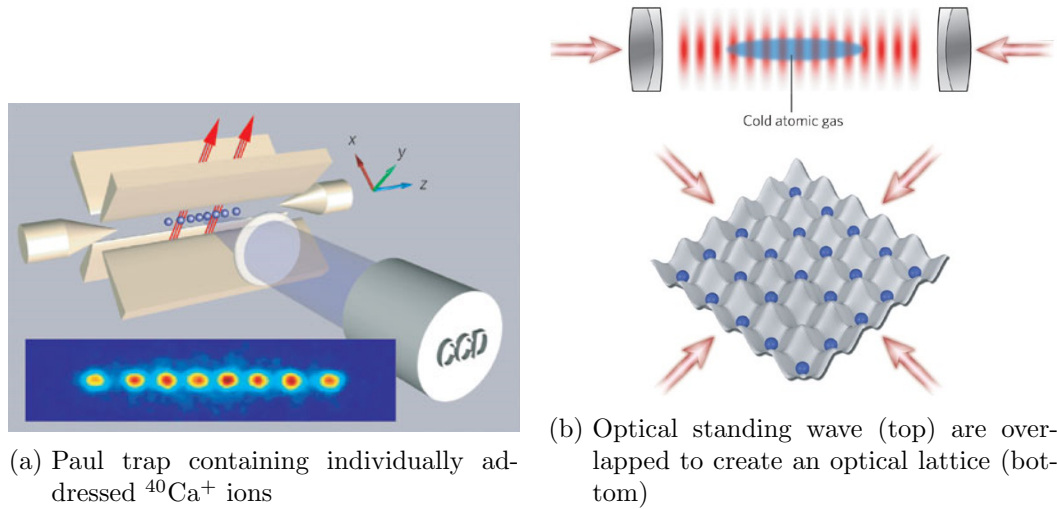 x
y
z
CCD
(a) Paul trap containing individually ad-
dressed ⁴⁰Ca⁺ ions
Cold atomic gas
(b) Optical standing wave (top) are over-
lapped to create an optical lattice (bot-
tom)